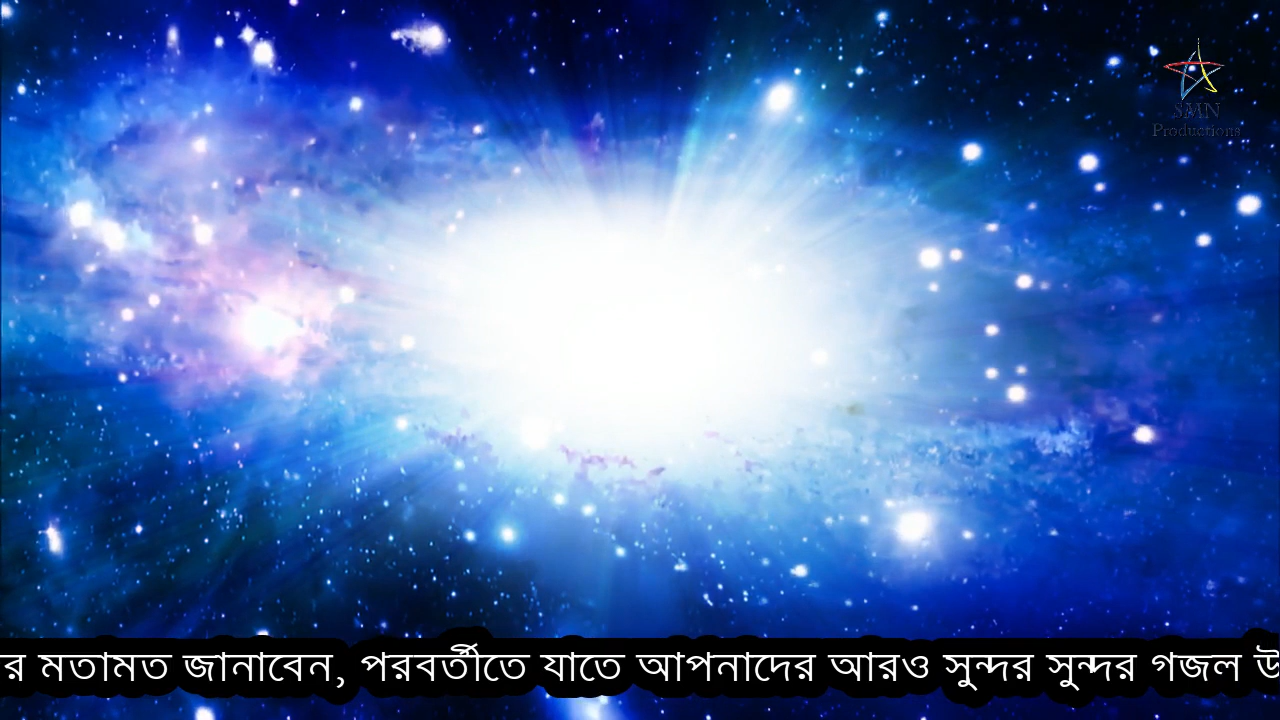 SMN
Productions
র মতামত জানাবেন, পরবর্তীতে যাতে আপনাদের আরও সুন্দর সুন্দর গজল উ